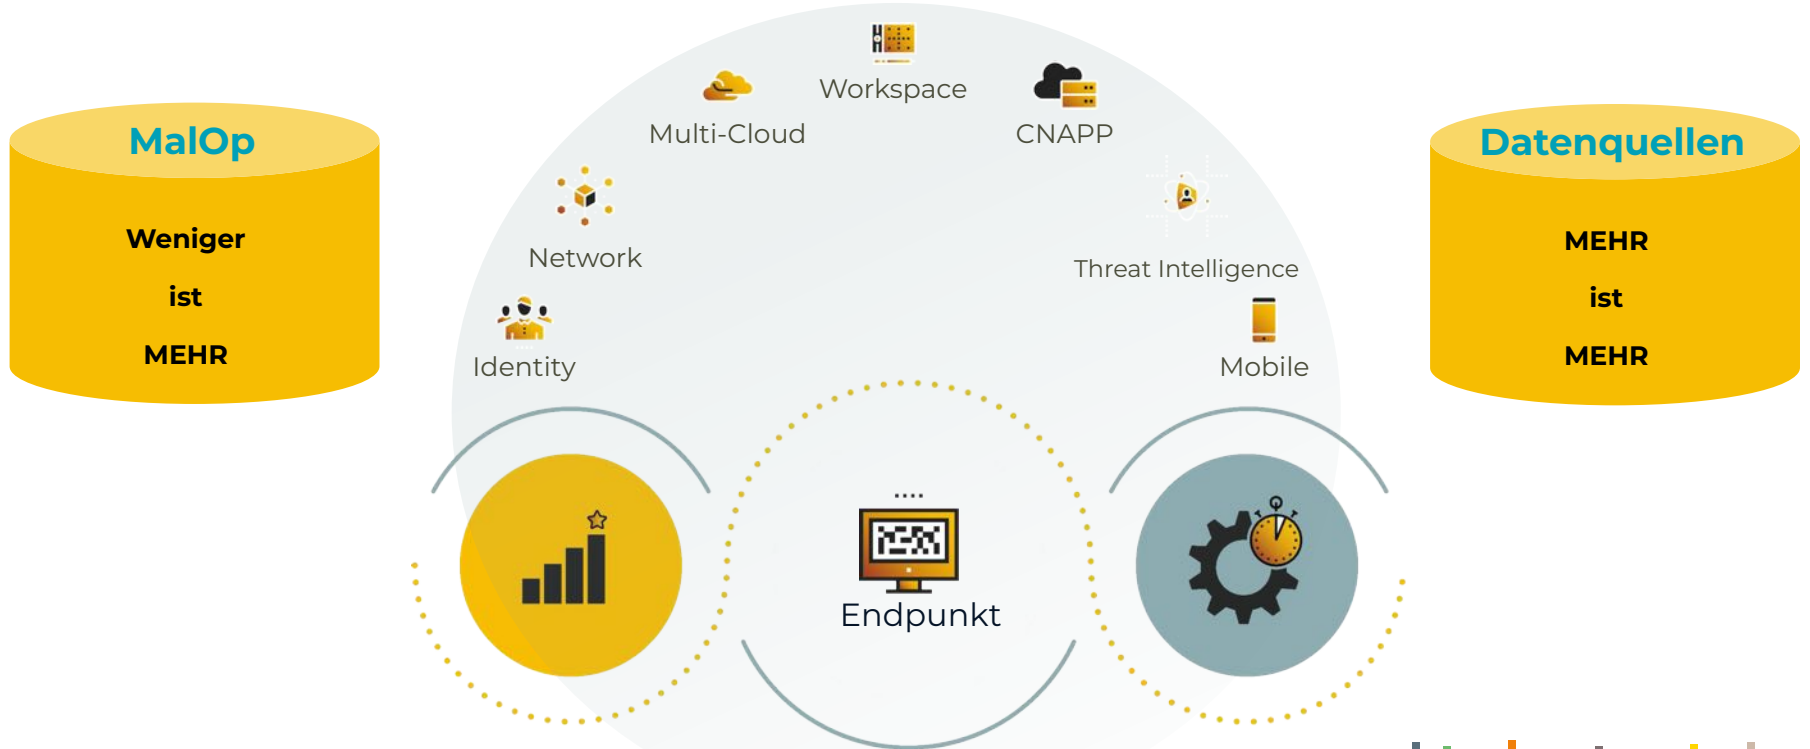 MalOp
Weniger
ist
MEHR
Workspace
Multi-Cloud
CNAPP
Network
Threat Intelligence
Identity
Mobile
Endpunkt
Datenquellen
MEHR
ist
MEHR